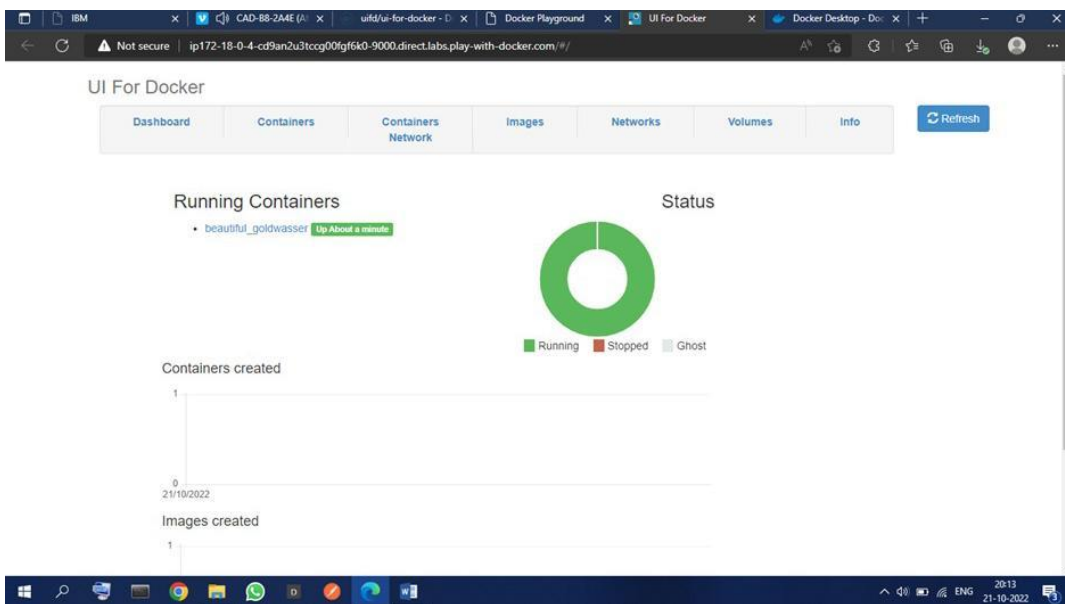 IBM
CAD-B8-2A4E (A
uifd/ui-for-docker - D
Docker Playground
UI For Docker
Docker Desktop - Doc
Not secure | ip172-18-0-4-cd9an2u3tccg00fgf6k0-9000.direct.labs.play-with-docker.com/#/
UI For Docker
Dashboard
Containers
Containers
Network
Images
Networks
Volumes
Info
Refresh
Running Containers
beautiful_goldwasser Up About a minute
Status
Running Stopped Ghost
Containers created
1
0
21/10/2022
Images created
1
ENG
20:13
21-10-2022